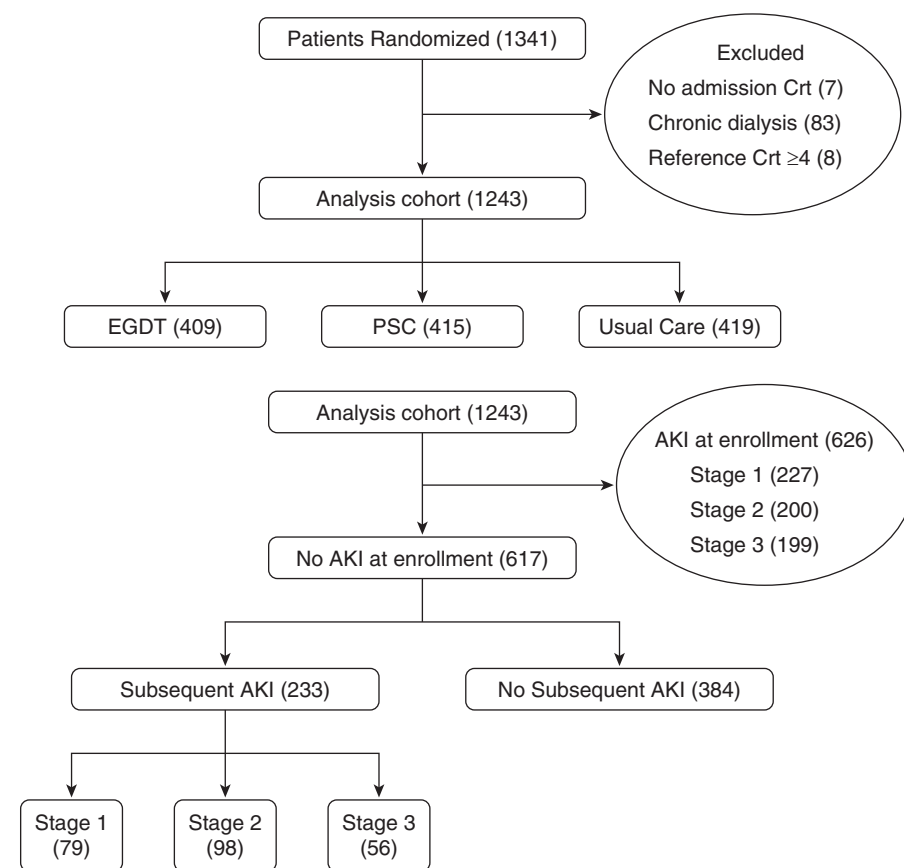 Patients Randomized (1341)
Excluded
No admission Crt (7)
Chronic dialysis (83)
Reference Crt ≥4 (8)
Analysis cohort (1243)
EGDT (409)
PSC (415)
Usual Care (419)
Analysis cohort (1243)
AKI at enrollment (626)
Stage 1 (227)
Stage 2 (200)
Stage 3 (199)
No AKI at enrollment (617)
Subsequent AKI (233)
No Subsequent AKI (384)
Stage 1
(79)
Stage 2
(98)
Stage 3
(56)